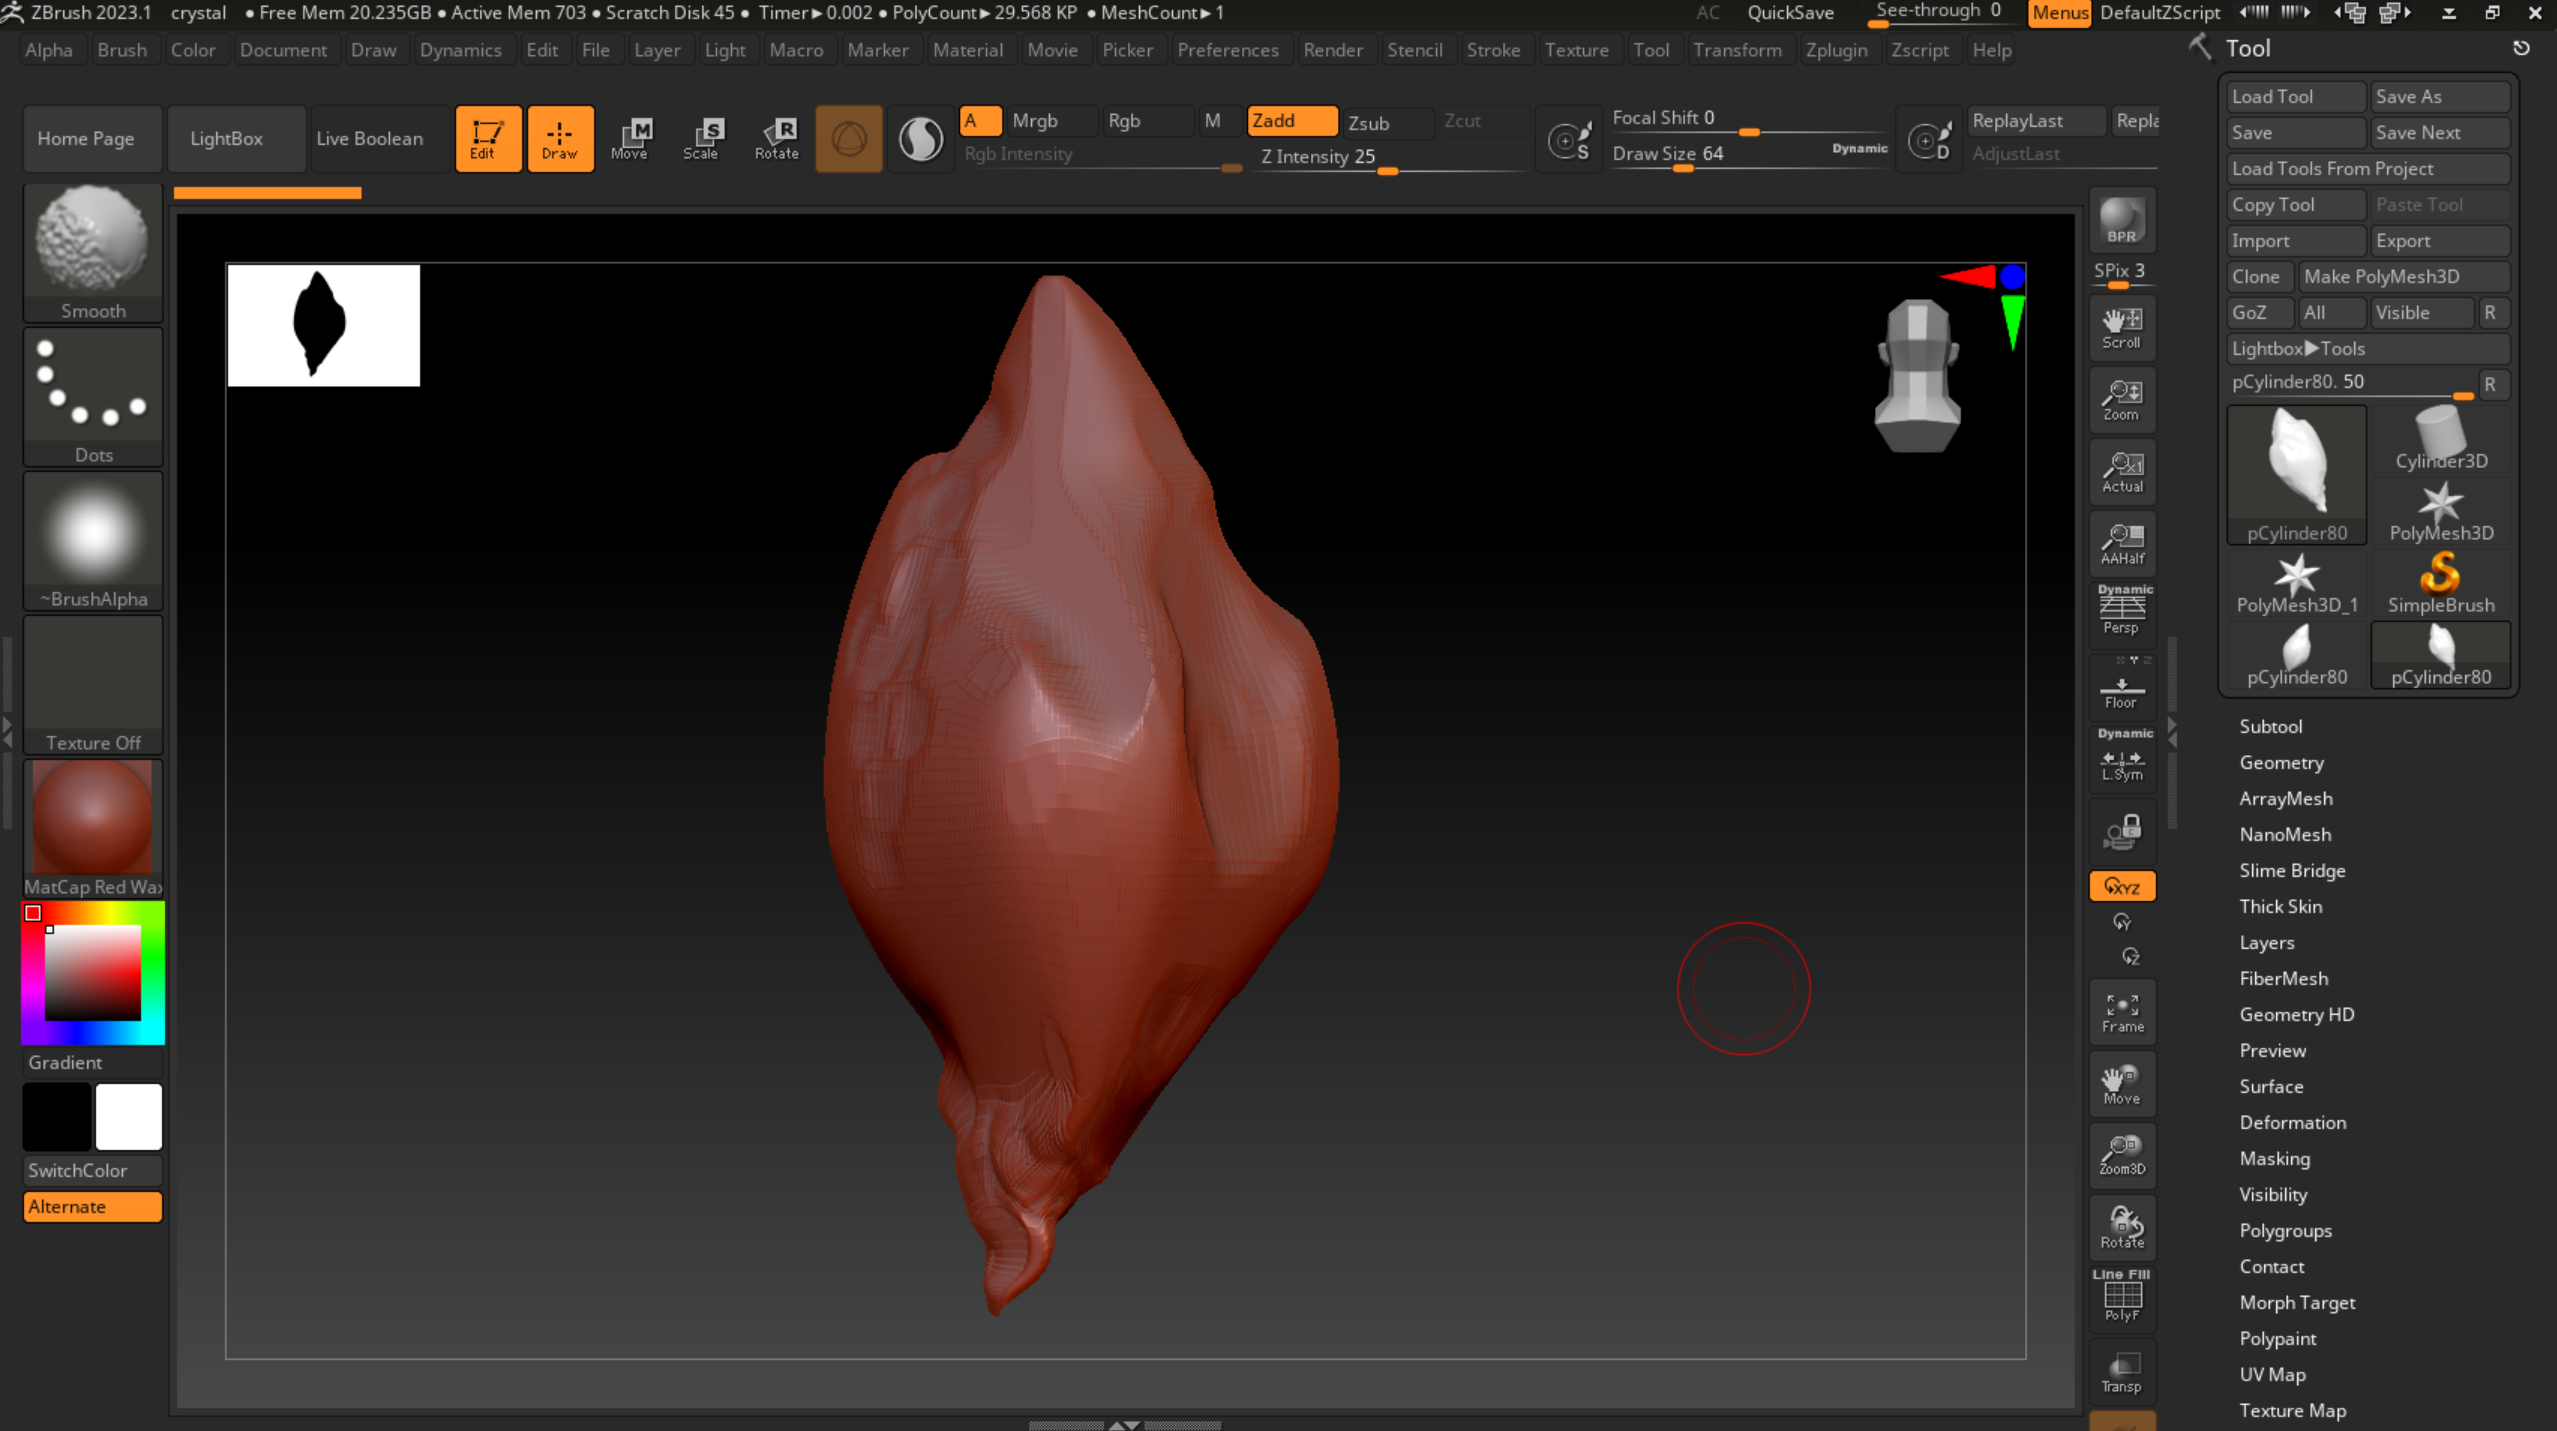 ZBrush 2023.1 crystal • Free Mem 20.235GB • Active Mem 703 • Scratch Disk 45 • Timer►0.002 • PolyCount►29.568 KP • MeshCount►1 AC QuickSave See-through 0 Menus DefaultZScript
Alpha Brush Color Document Draw Dynamics Edit File Layer Light Macro Marker Material Movie Picker Preferences Render Stencil Stroke Texture Tool Transform Zplugin Zscript Help
Home Page LightBox Live Boolean Edit Draw Move Scale Rotate
M S R
A Mrgb Rgb M Zadd Zsub Zcut
Rgb Intensity Z Intensity 25
S
Focal Shift 0
Draw Size 64 Dynamic
D
ReplayLast Repla
AdjustLast
Smooth
Dots
~BrushAlpha
Texture Off
MatCap Red Wax
Gradient
SwitchColor
Alternate
BPR
SPix 3
Scroll
Zoom
x1
Actual
AAHalf
Dynamic
Persp
Floor
Dynamic
L.Sym
XYZ
Y
Z
Frame
Move
Zoom3D
Rotate
Line Fill
PolyF
Transp
Tool
Load Tool Save As
Save Save Next
Load Tools From Project
Copy Tool Paste Tool
Import Export
Clone Make PolyMesh3D
GoZ All Visible R
Lightbox►Tools
pCylinder80. 50 R
pCylinder80 Cylinder3D
PolyMesh3D
PolyMesh3D_1 SimpleBrush
pCylinder80 pCylinder80
Subtool
Geometry
ArrayMesh
NanoMesh
Slime Bridge
Thick Skin
Layers
FiberMesh
Geometry HD
Preview
Surface
Deformation
Masking
Visibility
Polygroups
Contact
Morph Target
Polypaint
UV Map
Texture Map